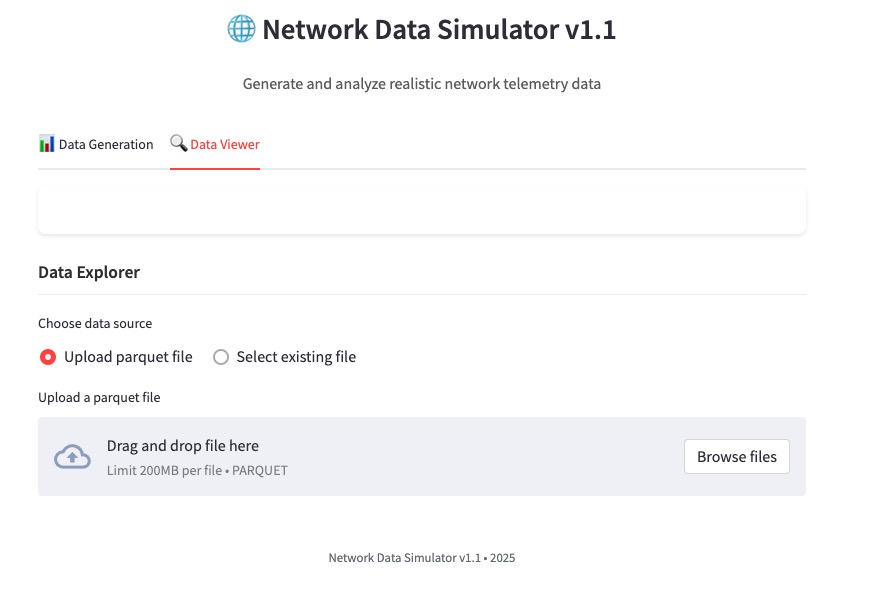 Network Data Simulator v1.1
Generate and analyze realistic network telemetry data
Data Generation
Data Viewer
Data Explorer
Choose data source
Upload parquet file
Select existing file
Upload a parquet file
Drag and drop file here
Limit 200MB per file • PARQUET
Browse files
Network Data Simulator v1.1 • 2025